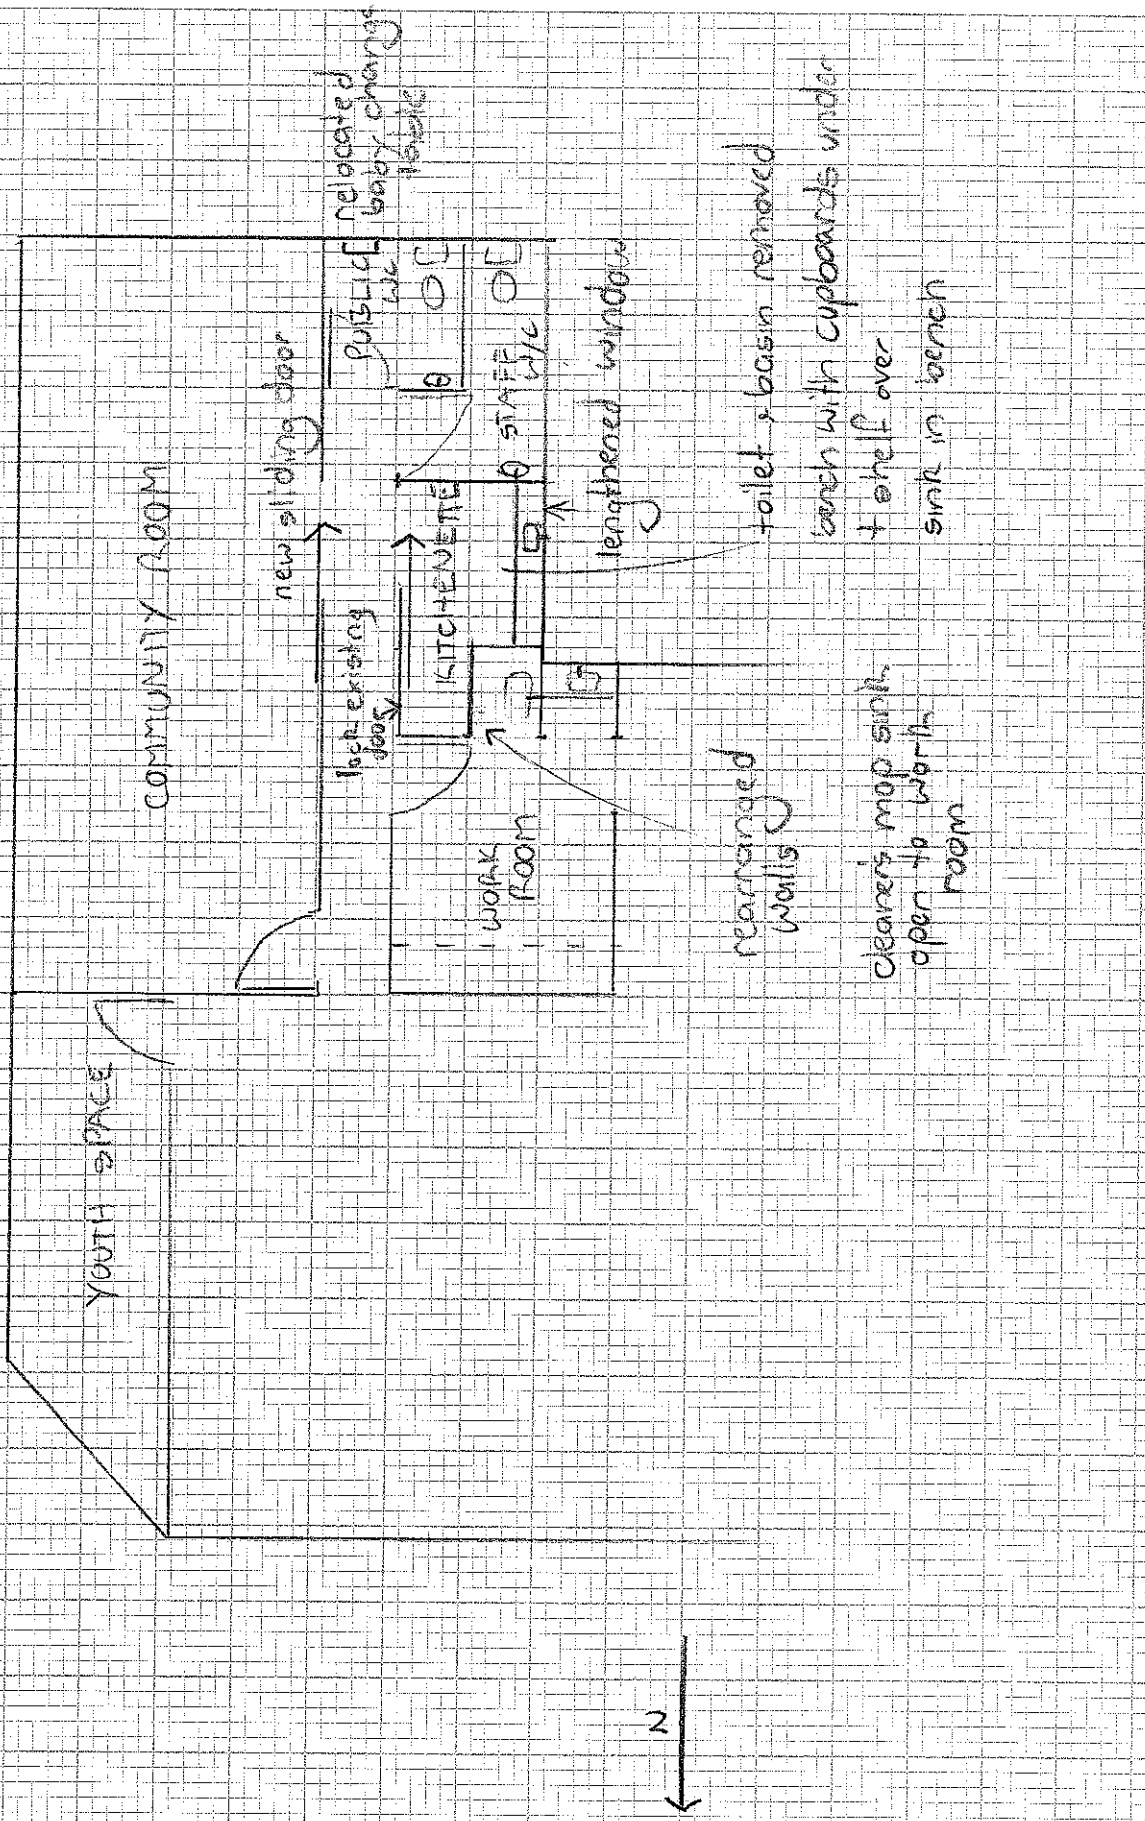 YOUTH SPACE
COMMUNITY ROOM
new sliding door
relocated
baby change
lock existing
door
PUBLIC
WC
KITCHENETTE
STAFF
W/C
WORK
ROOM
lengthened window
rearranged
walls
toilet & basin removed
bench with cupboards under
+ shelf over
sink in bench
cleaners mop sink
open to work
room